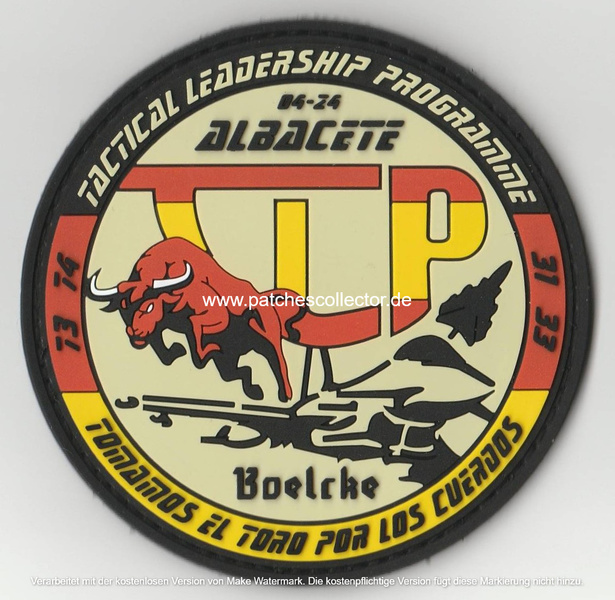 TACTICAL LEADERSHIP PROGRAMME
04-24
ALBACETE
TLP
73 74
31 33
www.patchescollector.de
Boelcke
TOMAMOS EL TORO POR LOS CUERDOS
Verarbeitet mit der kostenlosen Version von Make Watermark. Die kostenpflichtige Version fügt diese Markierung nicht hinzu.